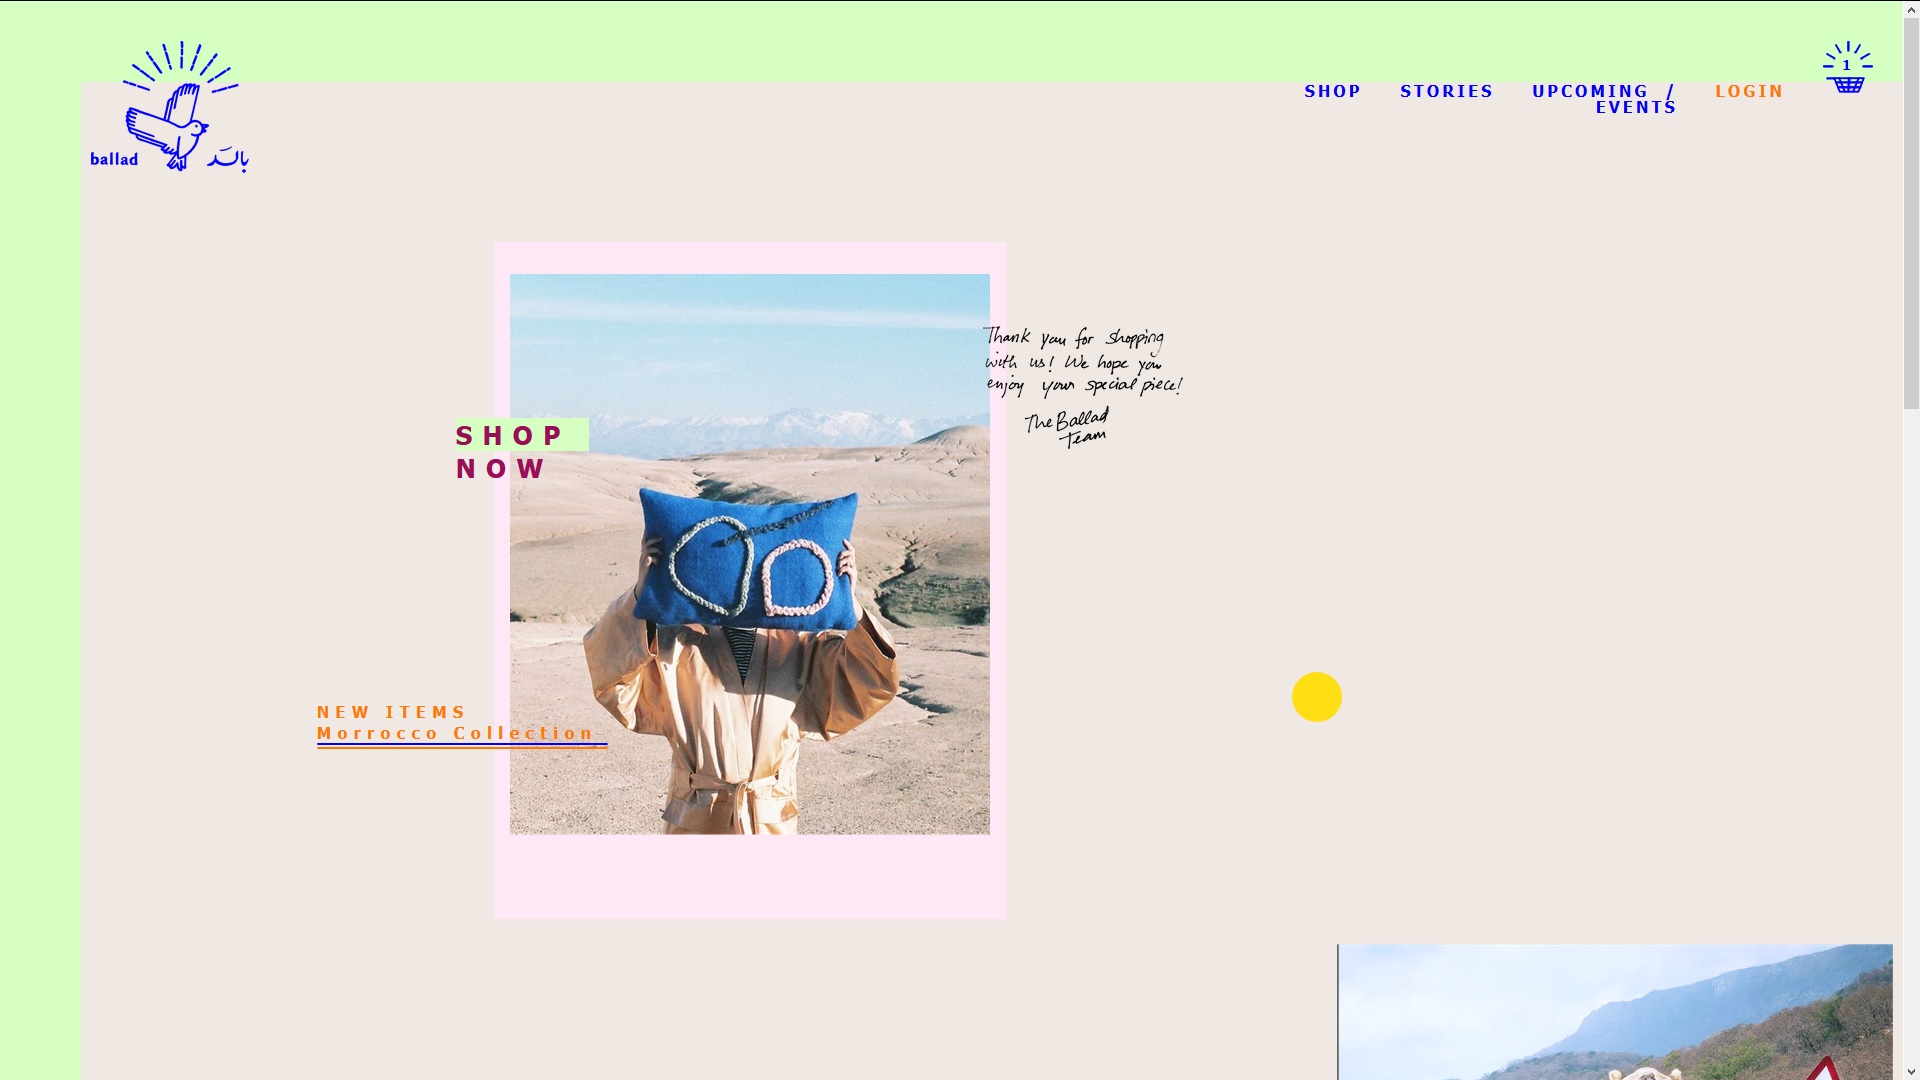 ballad
بالَد
SHOP
STORIES
UPCOMING /
EVENTS
LOGIN
1
Thank you for shopping
with us! We hope you
enjoy your special piece!
The Ballad
Team
SHOP
NOW
NEW ITEMS
Morrocco Collection